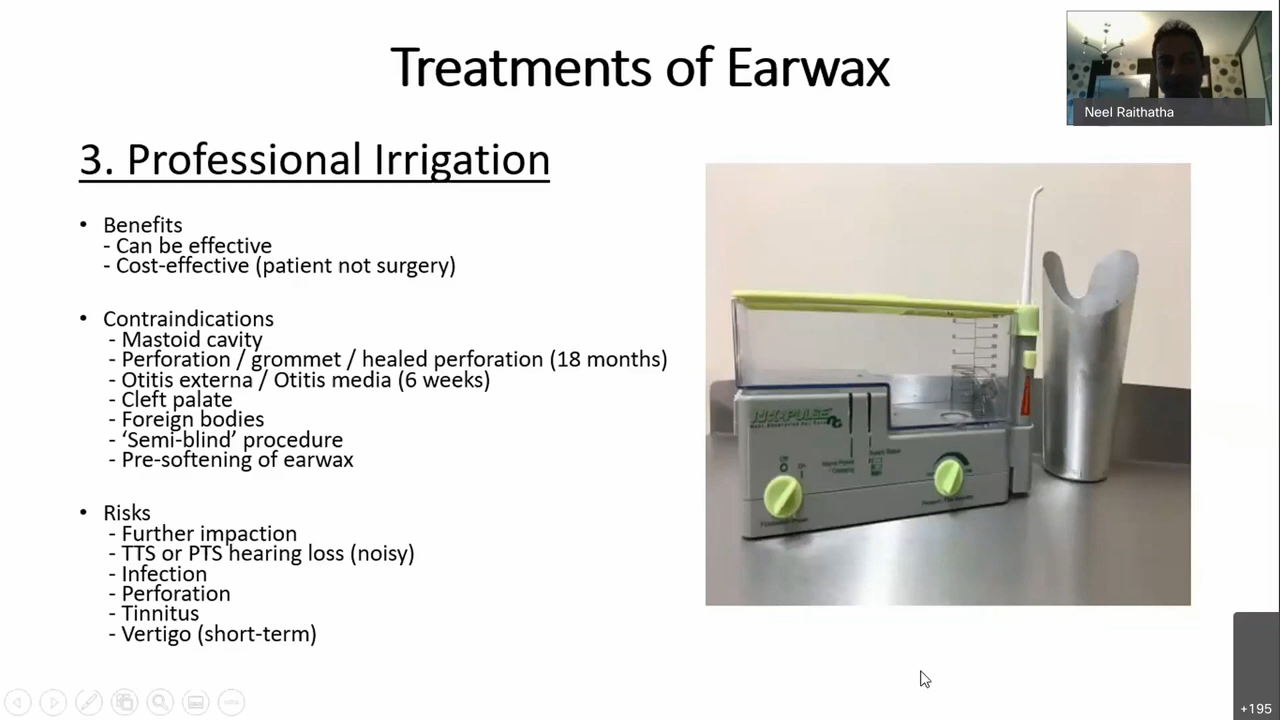 Treatments of Earwax
Neel Raithatha
3. Professional Irrigation
• Benefits
- Can be effective
- Cost-effective (patient not surgery)
• Contraindications
- Mastoid cavity
- Perforation / grommet / healed perforation (18 months)
- Otitis externa / Otitis media (6 weeks)
- Cleft palate
- Foreign bodies
- ‘Semi-blind’ procedure
- Pre-softening of earwax
• Risks
- Further impaction
- TTS or PTS hearing loss (noisy)
- Infection
- Perforation
- Tinnitus
- Vertigo (short-term)
Off
+195